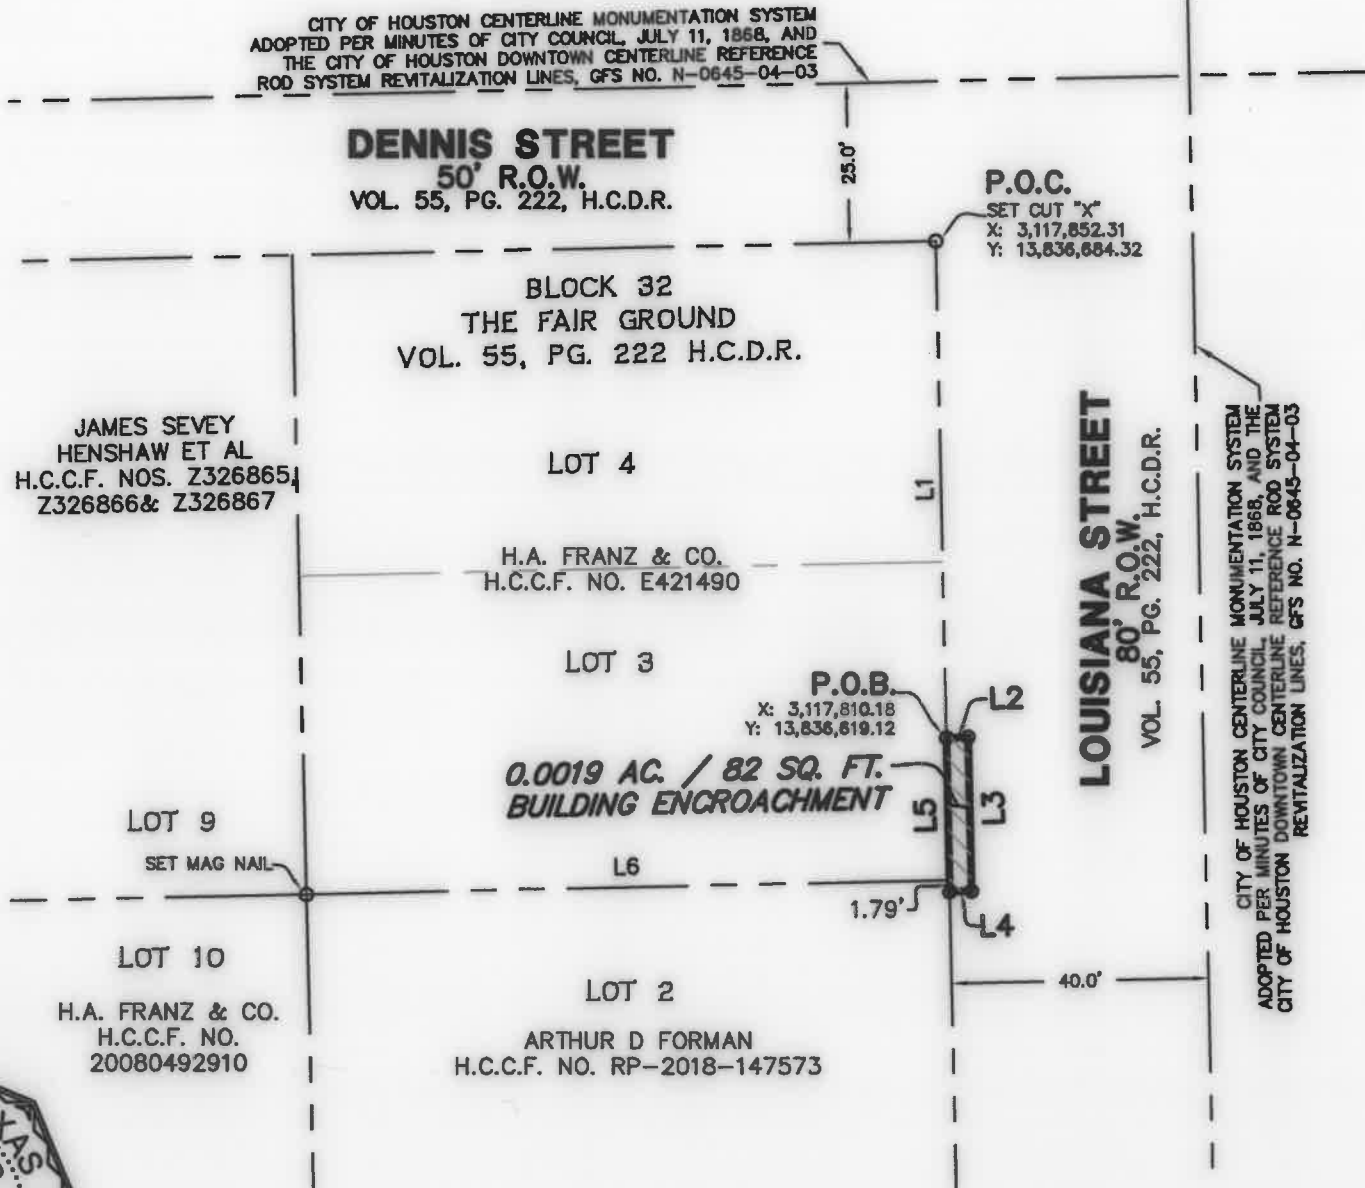 CITY OF HOUSTON CENTERLINE MONUMENTATION SYSTEM
ADOPTED PER MINUTES OF CITY COUNCIL, JULY 11, 1868, AND
THE CITY OF HOUSTON DOWNTOWN CENTERLINE REFERENCE
ROD SYSTEM REVITALIZATION LINES, GFS NO. N-0645-04-03
DENNIS STREET
50' R.O.W.
VOL. 55, PG. 222, H.C.D.R.
25.0'
P.O.C.
SET CUT "X"
X: 3,117,852.31
Y: 13,836,684.32
BLOCK 32
THE FAIR GROUND
VOL. 55, PG. 222 H.C.D.R.
JAMES SEVEY
HENSHAW ET AL
H.C.C.F. NOS. Z326865,
Z326866& Z326867
LOT 4
L1
H.A. FRANZ & CO.
H.C.C.F. NO. E421490
LOT 3
LOUISIANA STREET
80' R.O.W.
VOL. 55, PG. 222, H.C.D.R.
CITY OF HOUSTON CENTERLINE MONUMENTATION SYSTEM
ADOPTED PER MINUTES OF CITY COUNCIL, JULY 11, 1868, AND THE
CITY OF HOUSTON DOWNTOWN CENTERLINE REFERENCE ROD SYSTEM
REVITALIZATION LINES, GFS NO. N-0645-04-03
P.O.B.
X: 3,117,810.18
Y: 13,836,619.12
L2
0.0019 AC. / 82 SQ. FT.
BUILDING ENCROACHMENT
L5
L3
LOT 9
SET MAG NAIL
L6
1.79'
L4
LOT 10
H.A. FRANZ & CO.
H.C.C.F. NO.
20080492910
LOT 2
ARTHUR D FORMAN
H.C.C.F. NO. RP-2018-147573
40.0'
XAS